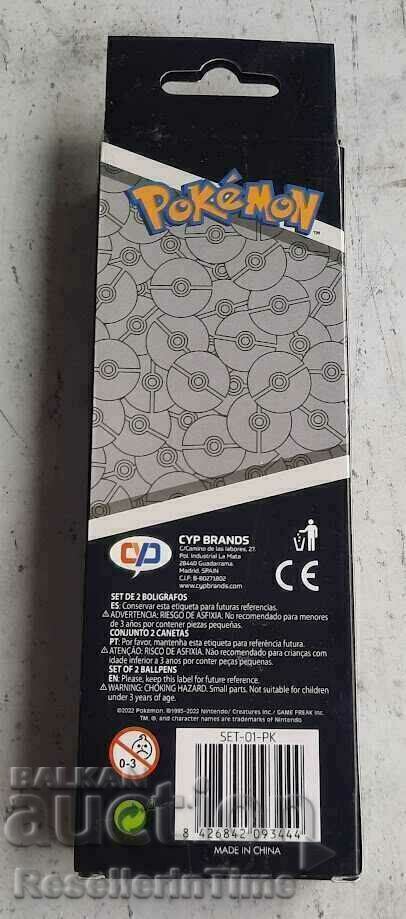 POKéMON
TM
CYP
CYP BRANDS
C/Camino de las labores, 27.
Pol. Industrial La Mata
28440 Guadarrama
Madrid. SPAIN
C.I.F: B-80271802
www.cypbrands.com
CE
SET DE 2 BOLIGRAFOS
ES: Conservar esta etiqueta para futuras referencias.
⚠ADVERTENCIA: RIESGO DE ASFIXIA. No recomendado para menores
de 3 años por contener piezas pequeñas.
CONJUNTO 2 CANETAS
PT: Por favor, mantenha esta etiqueta para referência futura.
⚠ATENÇÃO: RISCO DE ASFIXIA. Não recomendado para crianças com
idade inferior a 3 anos por conter peças pequenas.
SET OF 2 BALLPENS
EN: Please, keep this label for future reference.
⚠WARNING: CHOKING HAZARD. Small parts. Not suitable for children
under 3 years of age.
©2022 Pokémon. ©1995-2022 Nintendo/ Creatures Inc./ GAME FREAK Inc.
TM, ®, and character names are trademarks of Nintendo
0-3
SET-01-PK
8 426842 093444
MADE IN CHINA
BALKAN
auction
ResellerinTime